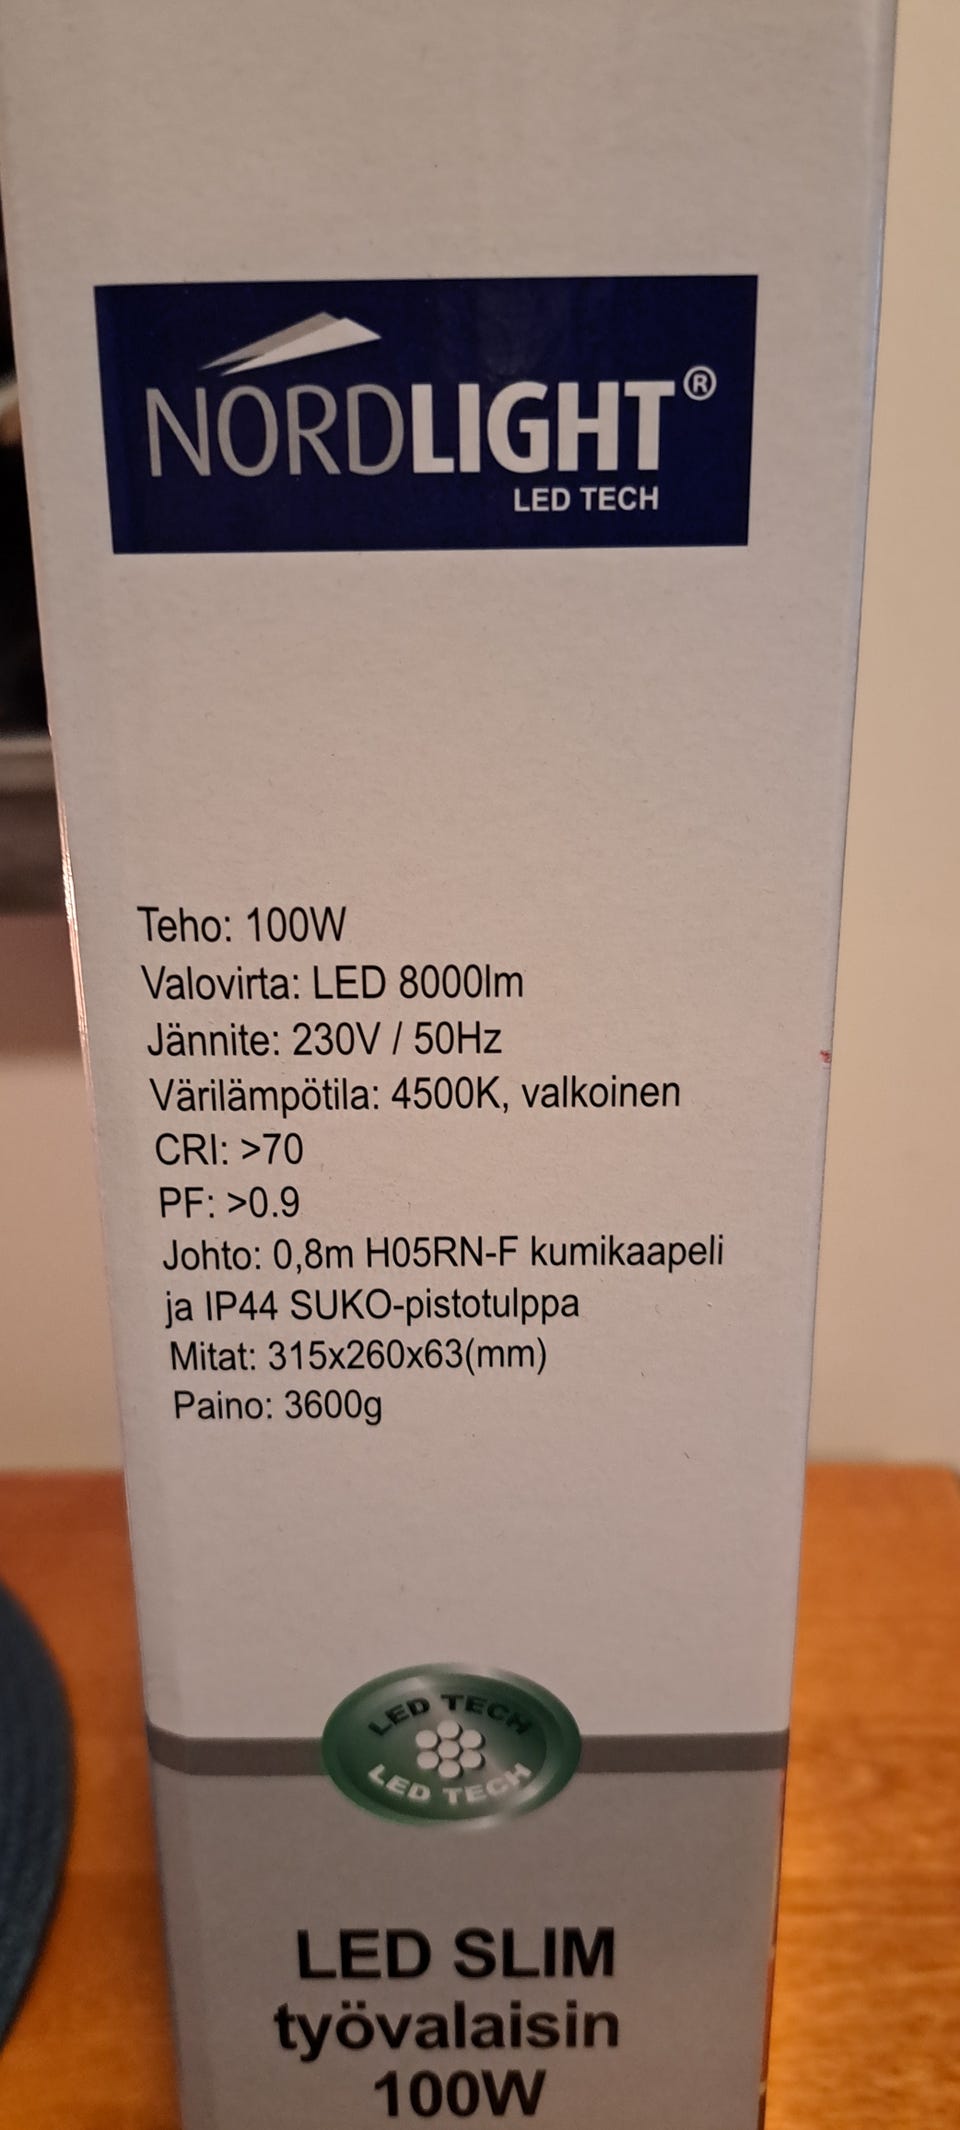 NORDLIGHT®
LED TECH
Teho: 100W
Valovirta: LED 8000lm
Jännite: 230V / 50Hz
Värilämpötila: 4500K, valkoinen
CRI: >70
PF: >0.9
Johto: 0,8m H05RN-F kumikaapeli
ja IP44 SUKO-pistotulppa
Mitat: 315x260x63(mm)
Paino: 3600g
LED TECH
LED TECH
LED SLIM
työvalaisin
100W